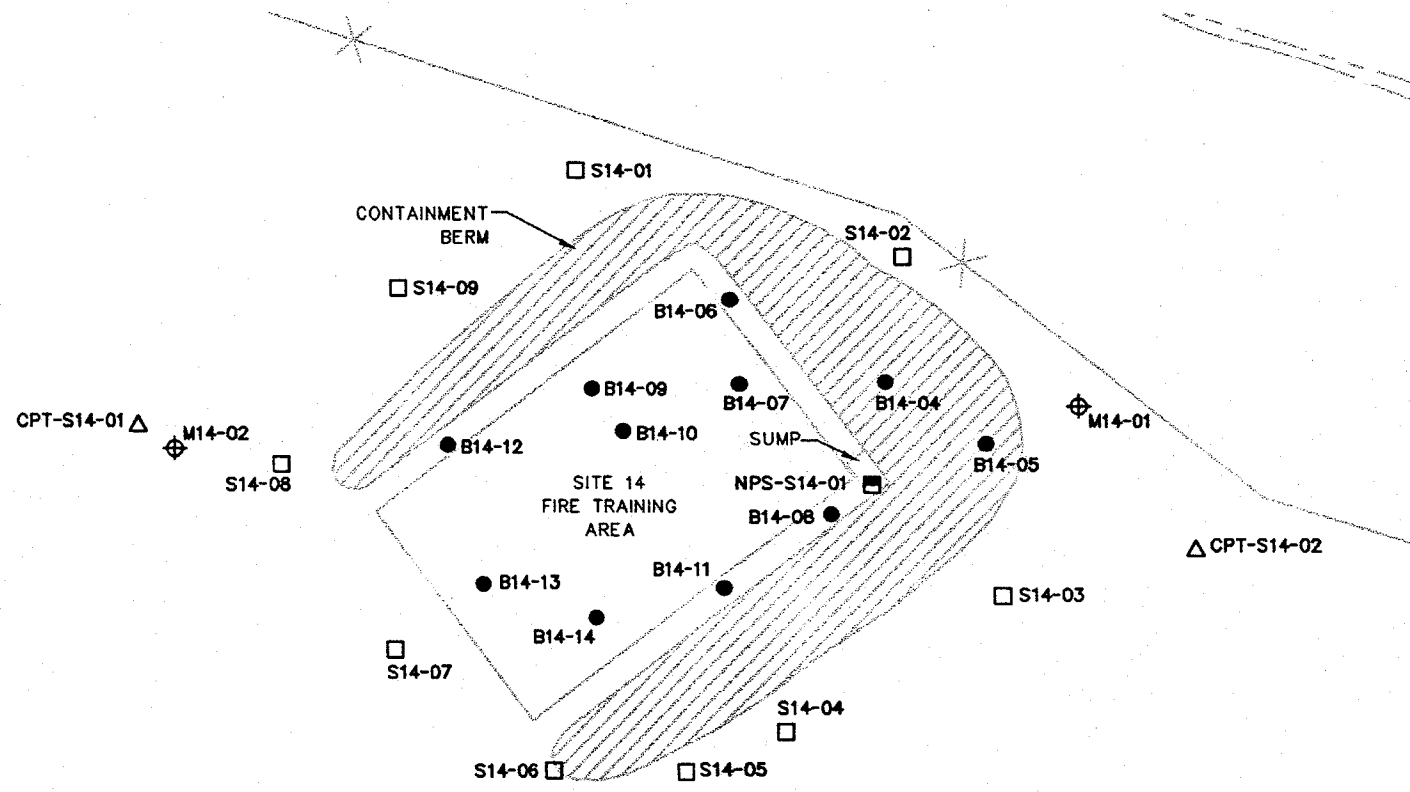 S14-01
CONTAINMENT
BERM
S14-02
S14-09
B14-06
B14-09
B14-07
B14-04
M14-01
CPT-S14-01
M14-02
B14-10
B14-12
SUMP
B14-05
S14-08
SITE 14
FIRE TRAINING
AREA
NPS-S14-01
B14-08
CPT-S14-02
B14-11
B14-13
S14-03
B14-14
S14-07
S14-04
S14-06
S14-05